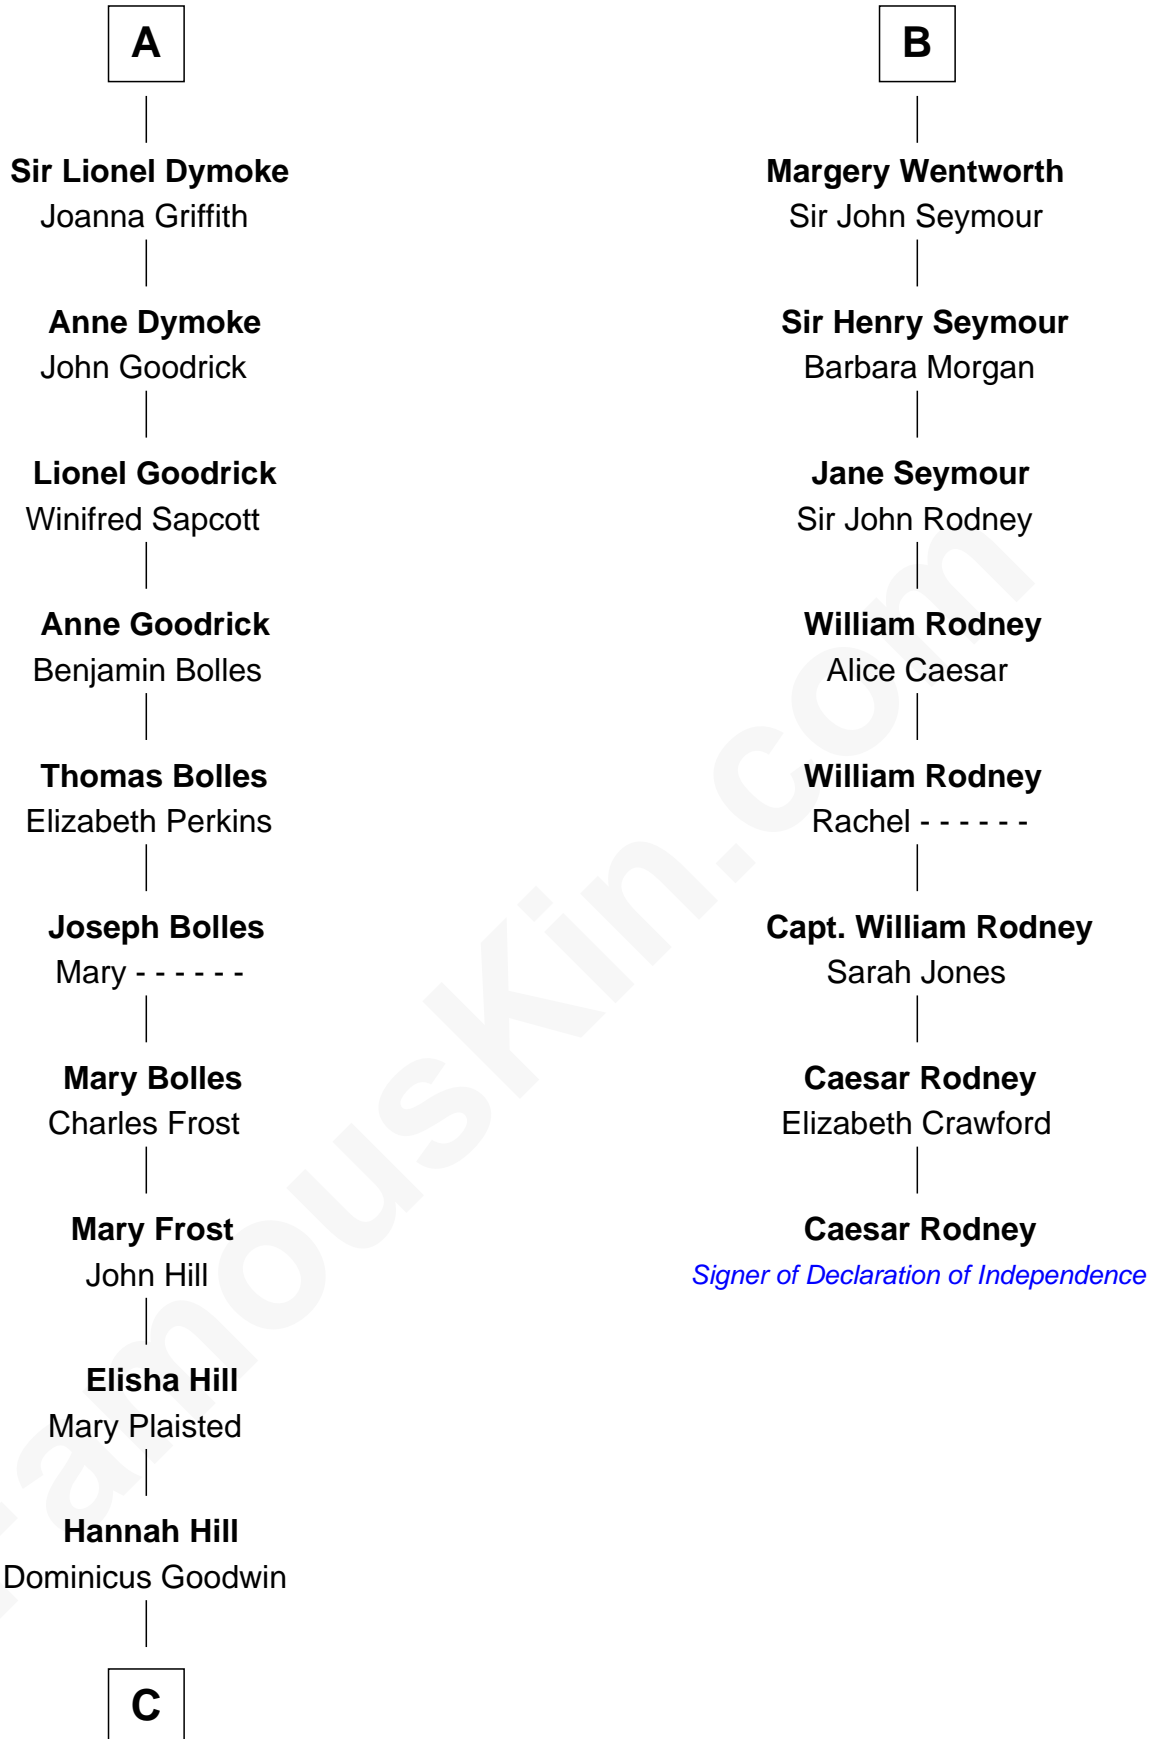 A
Sir Lionel Dymoke
Joanna Griffith
Anne Dymoke
John Goodrick
Lionel Goodrick
Winifred Sapcott
Anne Goodrick
Benjamin Bolles
Thomas Bolles
Elizabeth Perkins
Joseph Bolles
Mary - - - - - -
Mary Bolles
Charles Frost
Mary Frost
John Hill
Elisha Hill
Mary Plaisted
Hannah Hill
Dominicus Goodwin
C
B
Margery Wentworth
Sir John Seymour
Sir Henry Seymour
Barbara Morgan
Jane Seymour
Sir John Rodney
William Rodney
Alice Caesar
William Rodney
Rachel - - - - - -
Capt. William Rodney
Sarah Jones
Caesar Rodney
Elizabeth Crawford
Caesar Rodney
Signer of Declaration of Independence
FamousKin.com